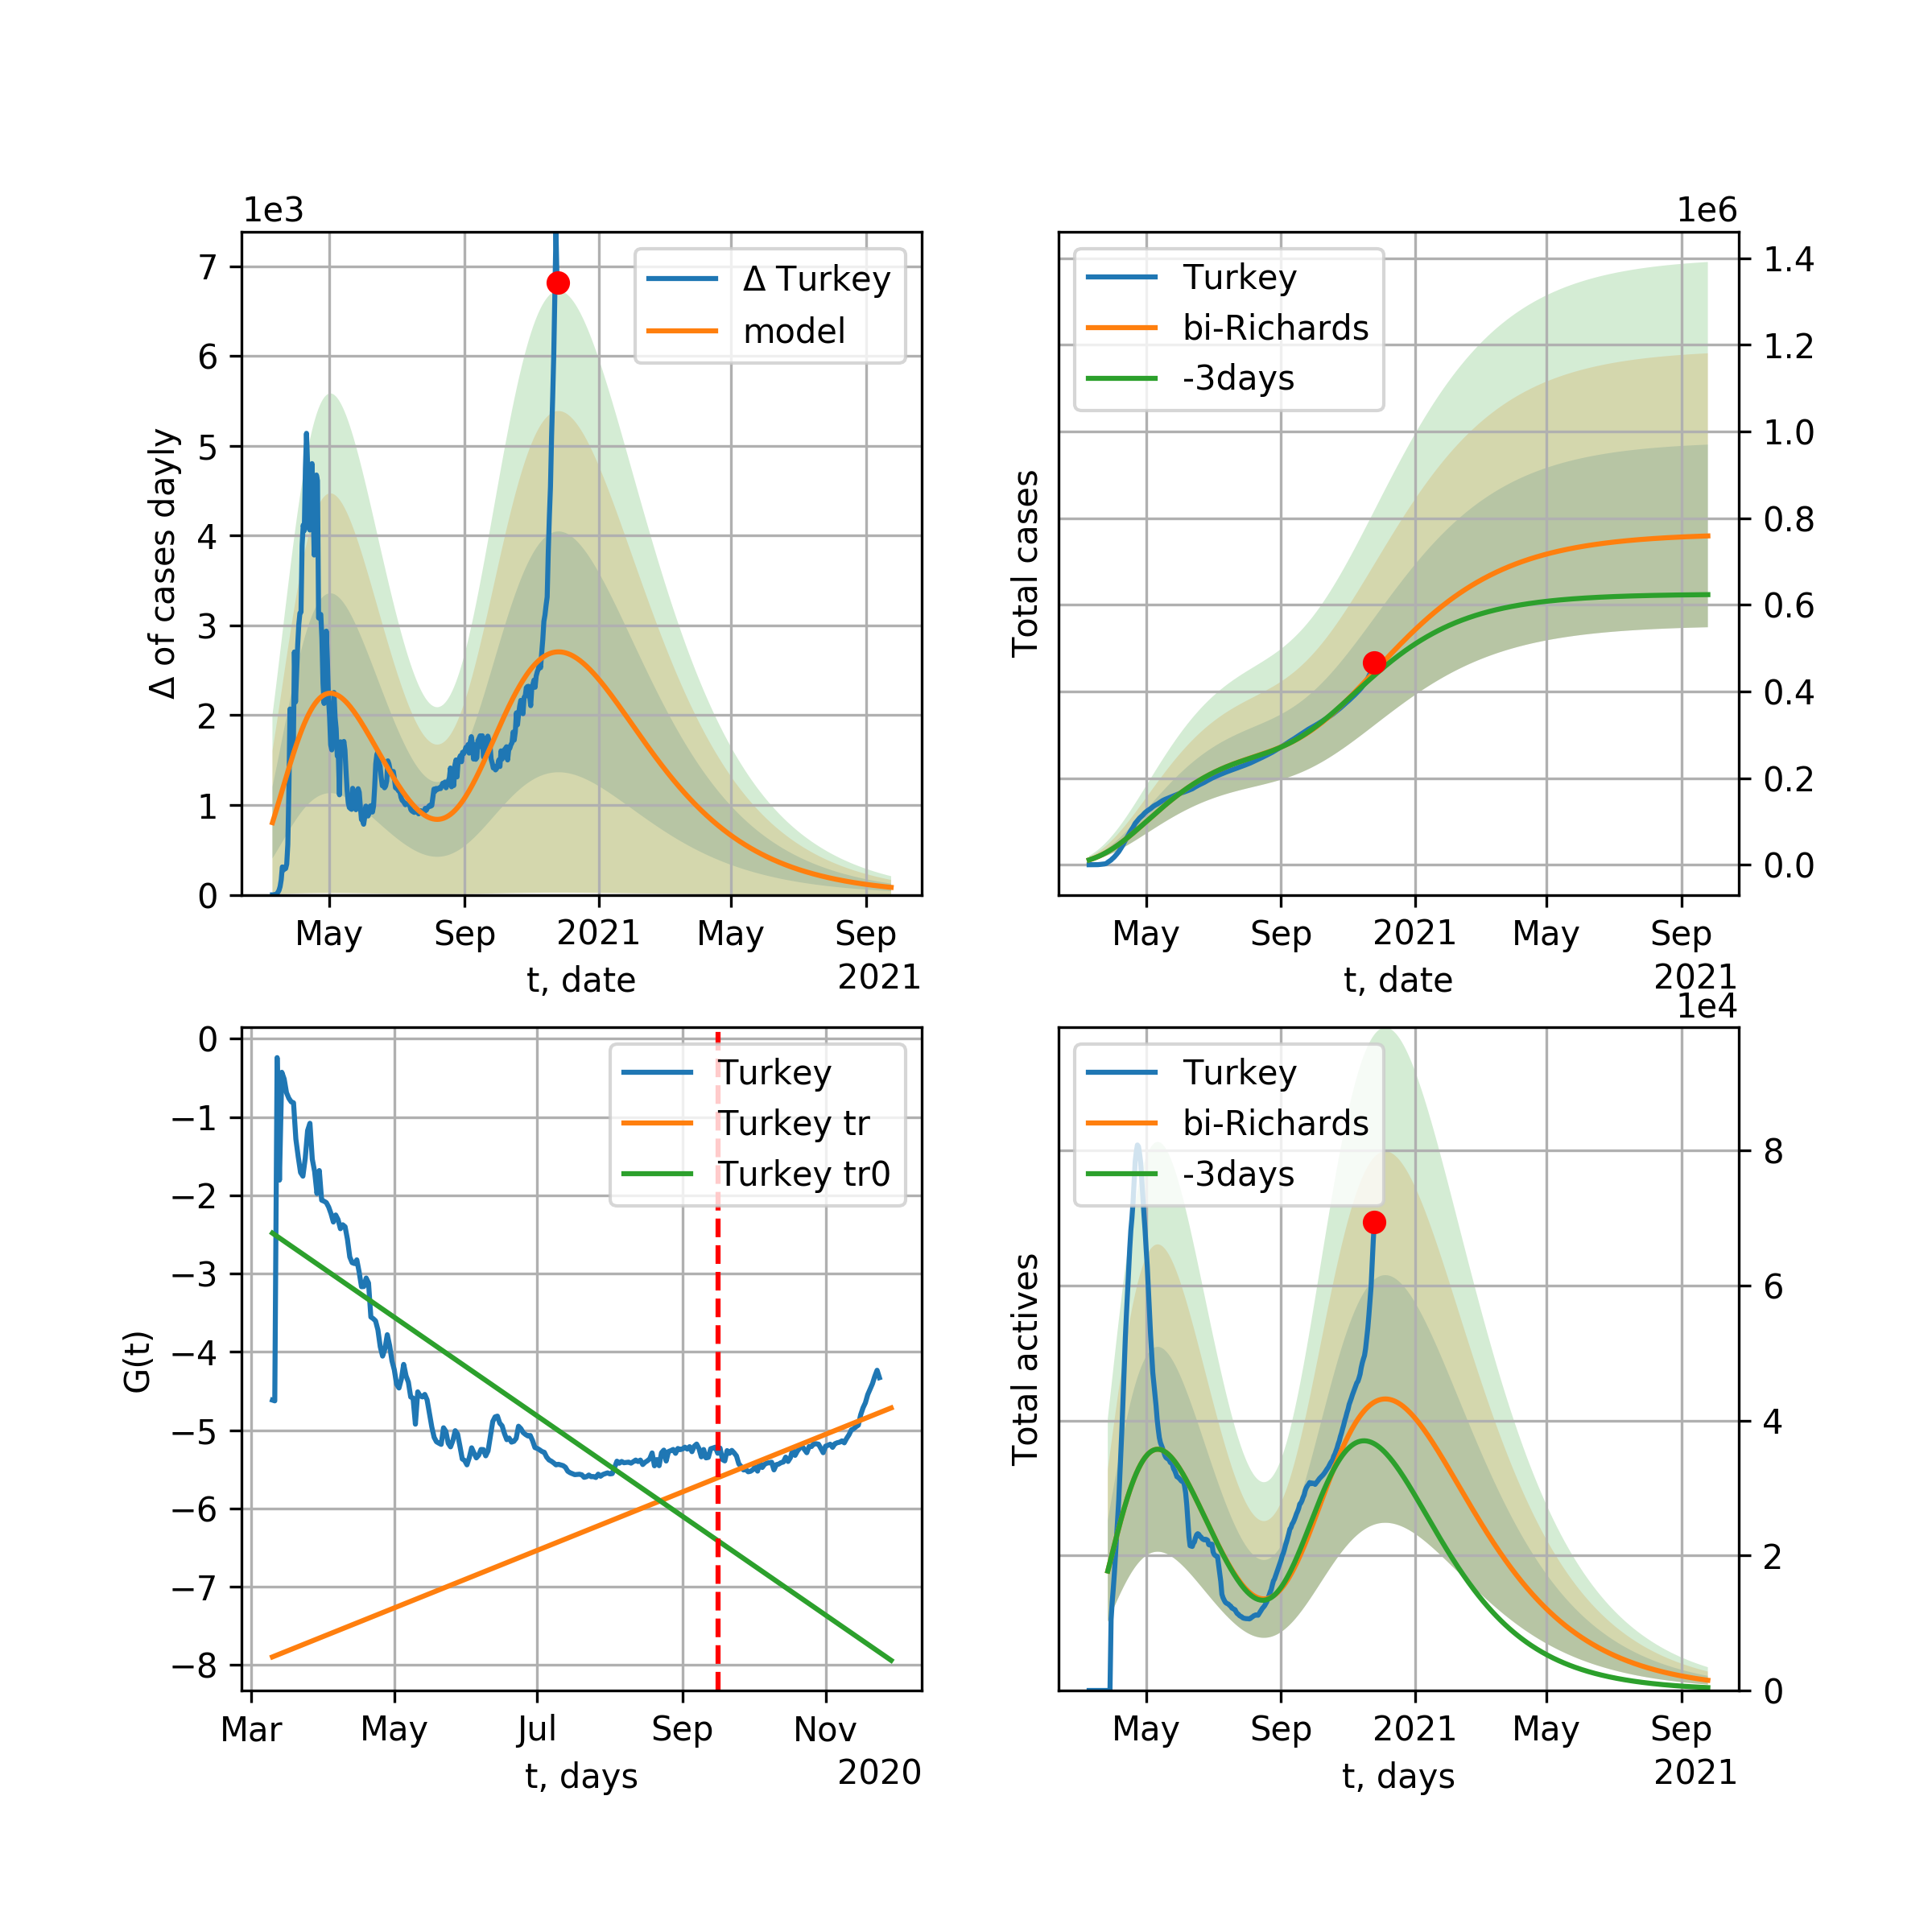 1e3
Δ of cases dayly
7
6
5
4
3
2
1
0
Δ Turkey
model
May
Sep
2021
May
Sep
t, date
2021
1e6
Total cases
Turkey
bi-Richards
-3days
1.4
1.2
1.0
0.8
0.6
0.4
0.2
0.0
May
Sep
2021
May
Sep
t, date
2021
G(t)
0
−1
−2
−3
−4
−5
−6
−7
−8
Turkey
Turkey tr
Turkey tr0
Mar
May
Jul
Sep
Nov
t, days
2020
1e4
Total actives
Turkey
bi-Richards
-3days
8
6
4
2
0
May
Sep
2021
May
Sep
t, days
2021